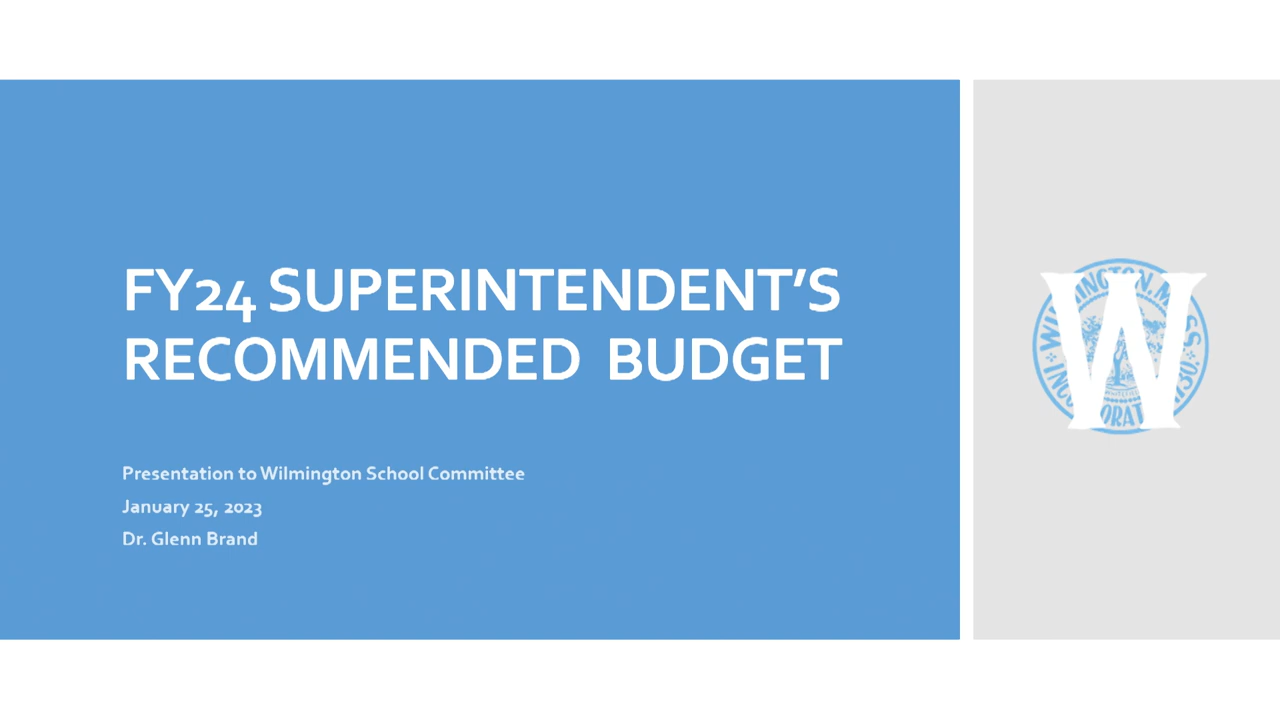 FY24 SUPERINTENDENT’S
RECOMMENDED BUDGET
Presentation to Wilmington School Committee
January 25, 2023
Dr. Glenn Brand
W